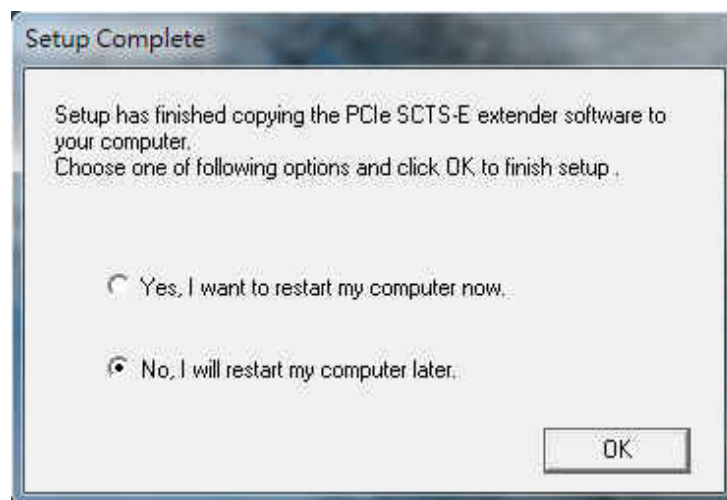 Setup Complete
Setup has finished copying the PCIe SCTS-E extender software to
your computer.
Choose one of following options and click OK to finish setup .
Yes, I want to restart my computer now.
No, I will restart my computer later.
OK